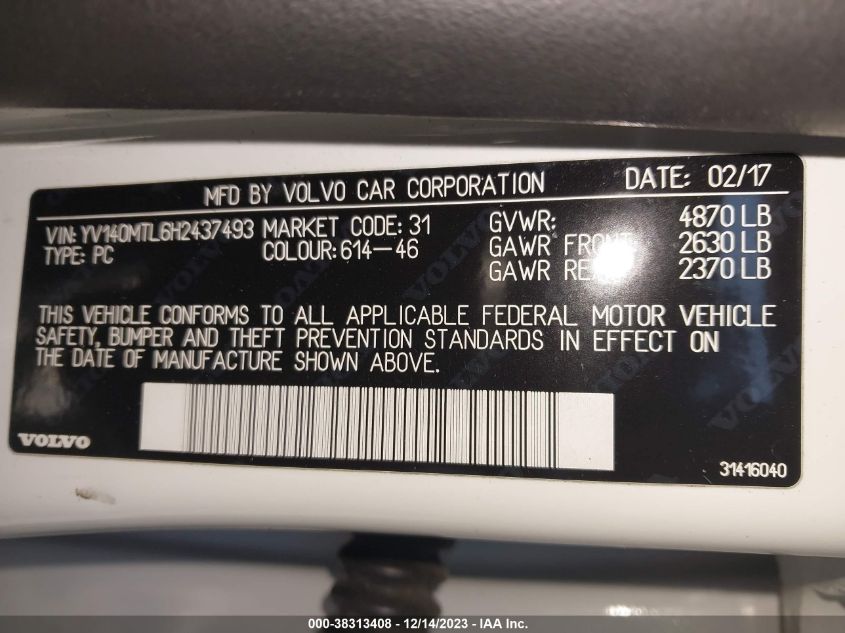 MFD BY VOLVO CAR CORPORATION DATE: 02/17
VIN: YV140MTL6H2437493 MARKET CODE: 31 GVWR: 4870 LB
TYPE: PC COLOUR: 614-46 GAWR FRONT 2630 LB
GAWR REAR 2370 LB
THIS VEHICLE CONFORMS TO ALL APPLICABLE FEDERAL MOTOR VEHICLE
SAFETY, BUMPER AND THEFT PREVENTION STANDARDS IN EFFECT ON
THE DATE OF MANUFACTURE SHOWN ABOVE.
VOLVO
31416040
000-38313408 - 12/14/2023 - IAA Inc.